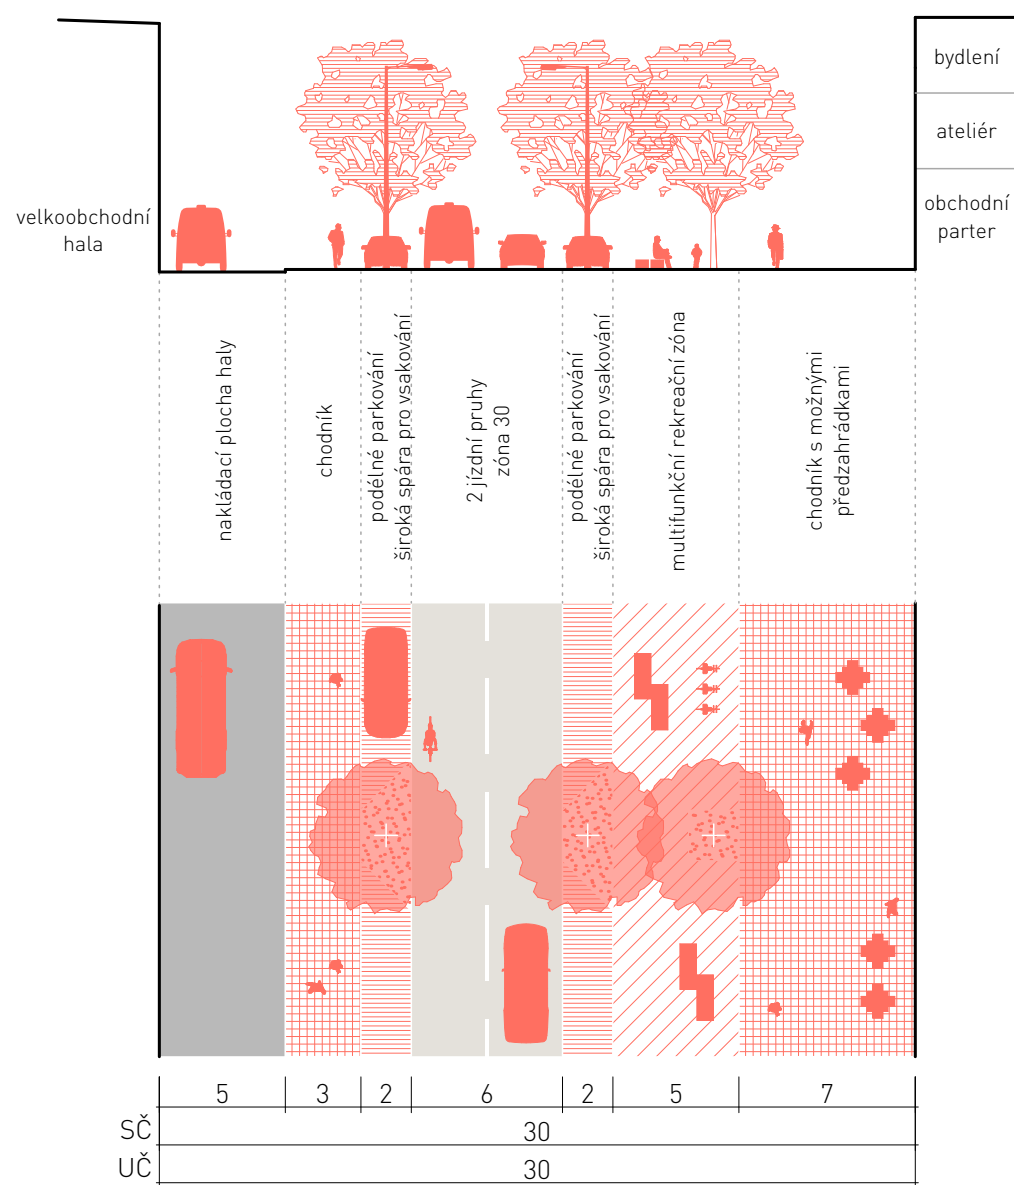 bydlení
ateliér
obchodní
parter
velkoobchodní
hala
nakládací plocha haly
chodník
podélné parkování
široká spára pro vsakování
2 jízdní pruhy
zóna 30
podélné parkování
široká spára pro vsakování
multifunkční rekreační zóna
chodník s možnými
předzahrádkami
5 3 2 6 2 5 7
SČ 30
UČ 30